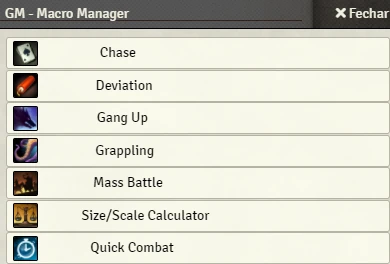 GM - Macro Manager
✕ Fechar
Chase
Deviation
Gang Up
Grappling
Mass Battle
Size/Scale Calculator
Quick Combat